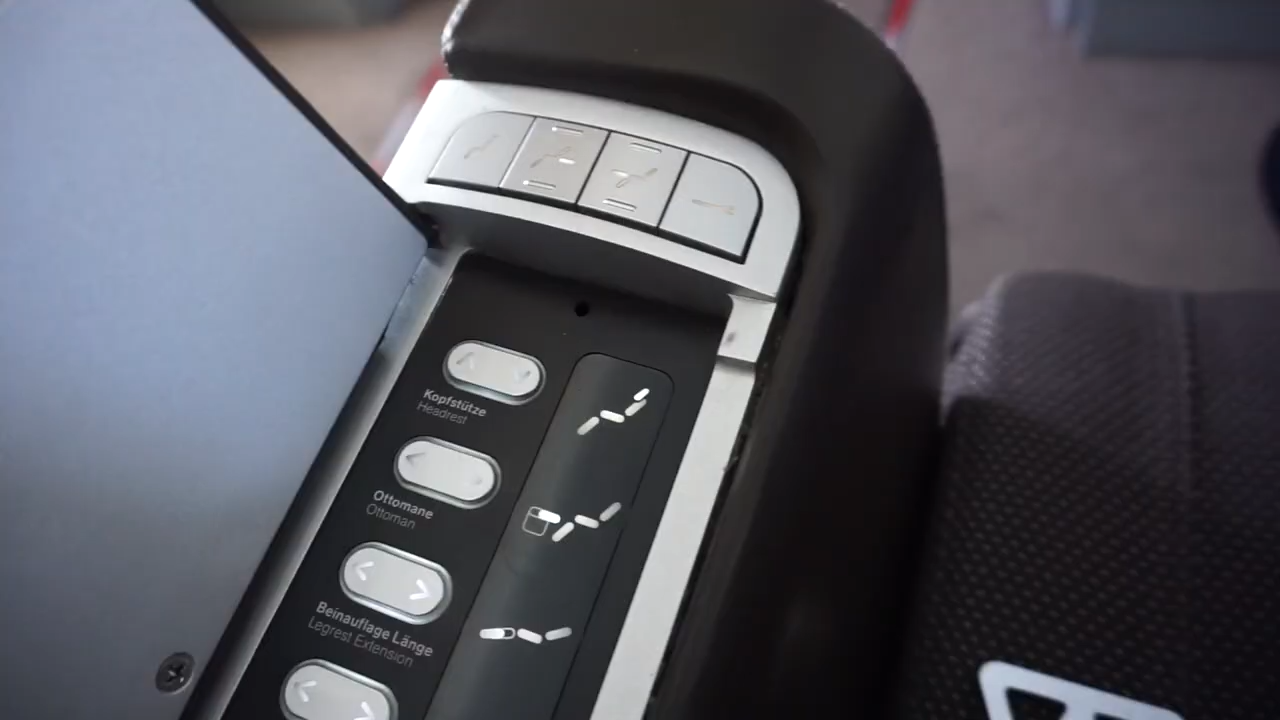 Kopfstütze
Headrest
Ottomane
Ottoman
Beinauflage Länge
Legrest Extension